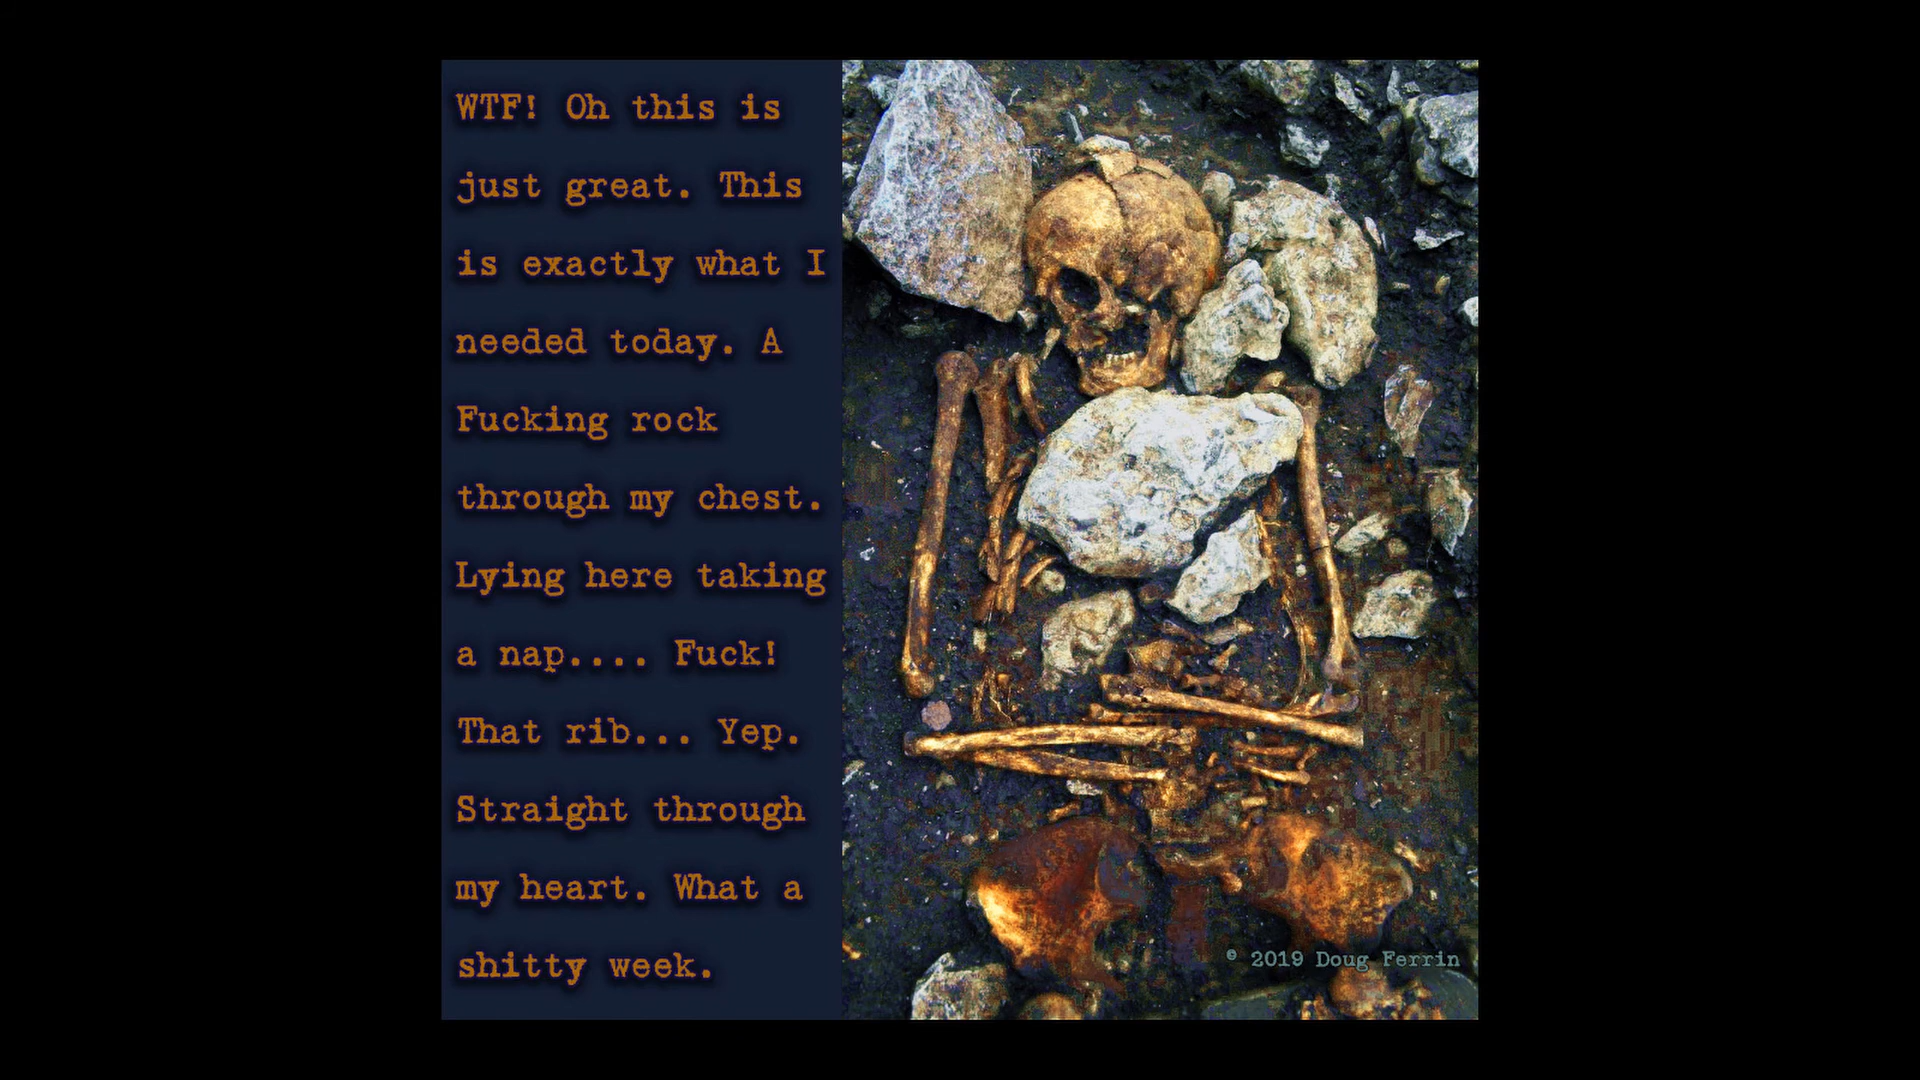 WTF! Oh this is
just great. This
is exactly what I
needed today. A
Fucking rock
through my chest.
Lying here taking
a nap.... Fuck!
That rib... Yep.
Straight through
my heart. What a
shitty week.
© 2019 Doug Ferrin